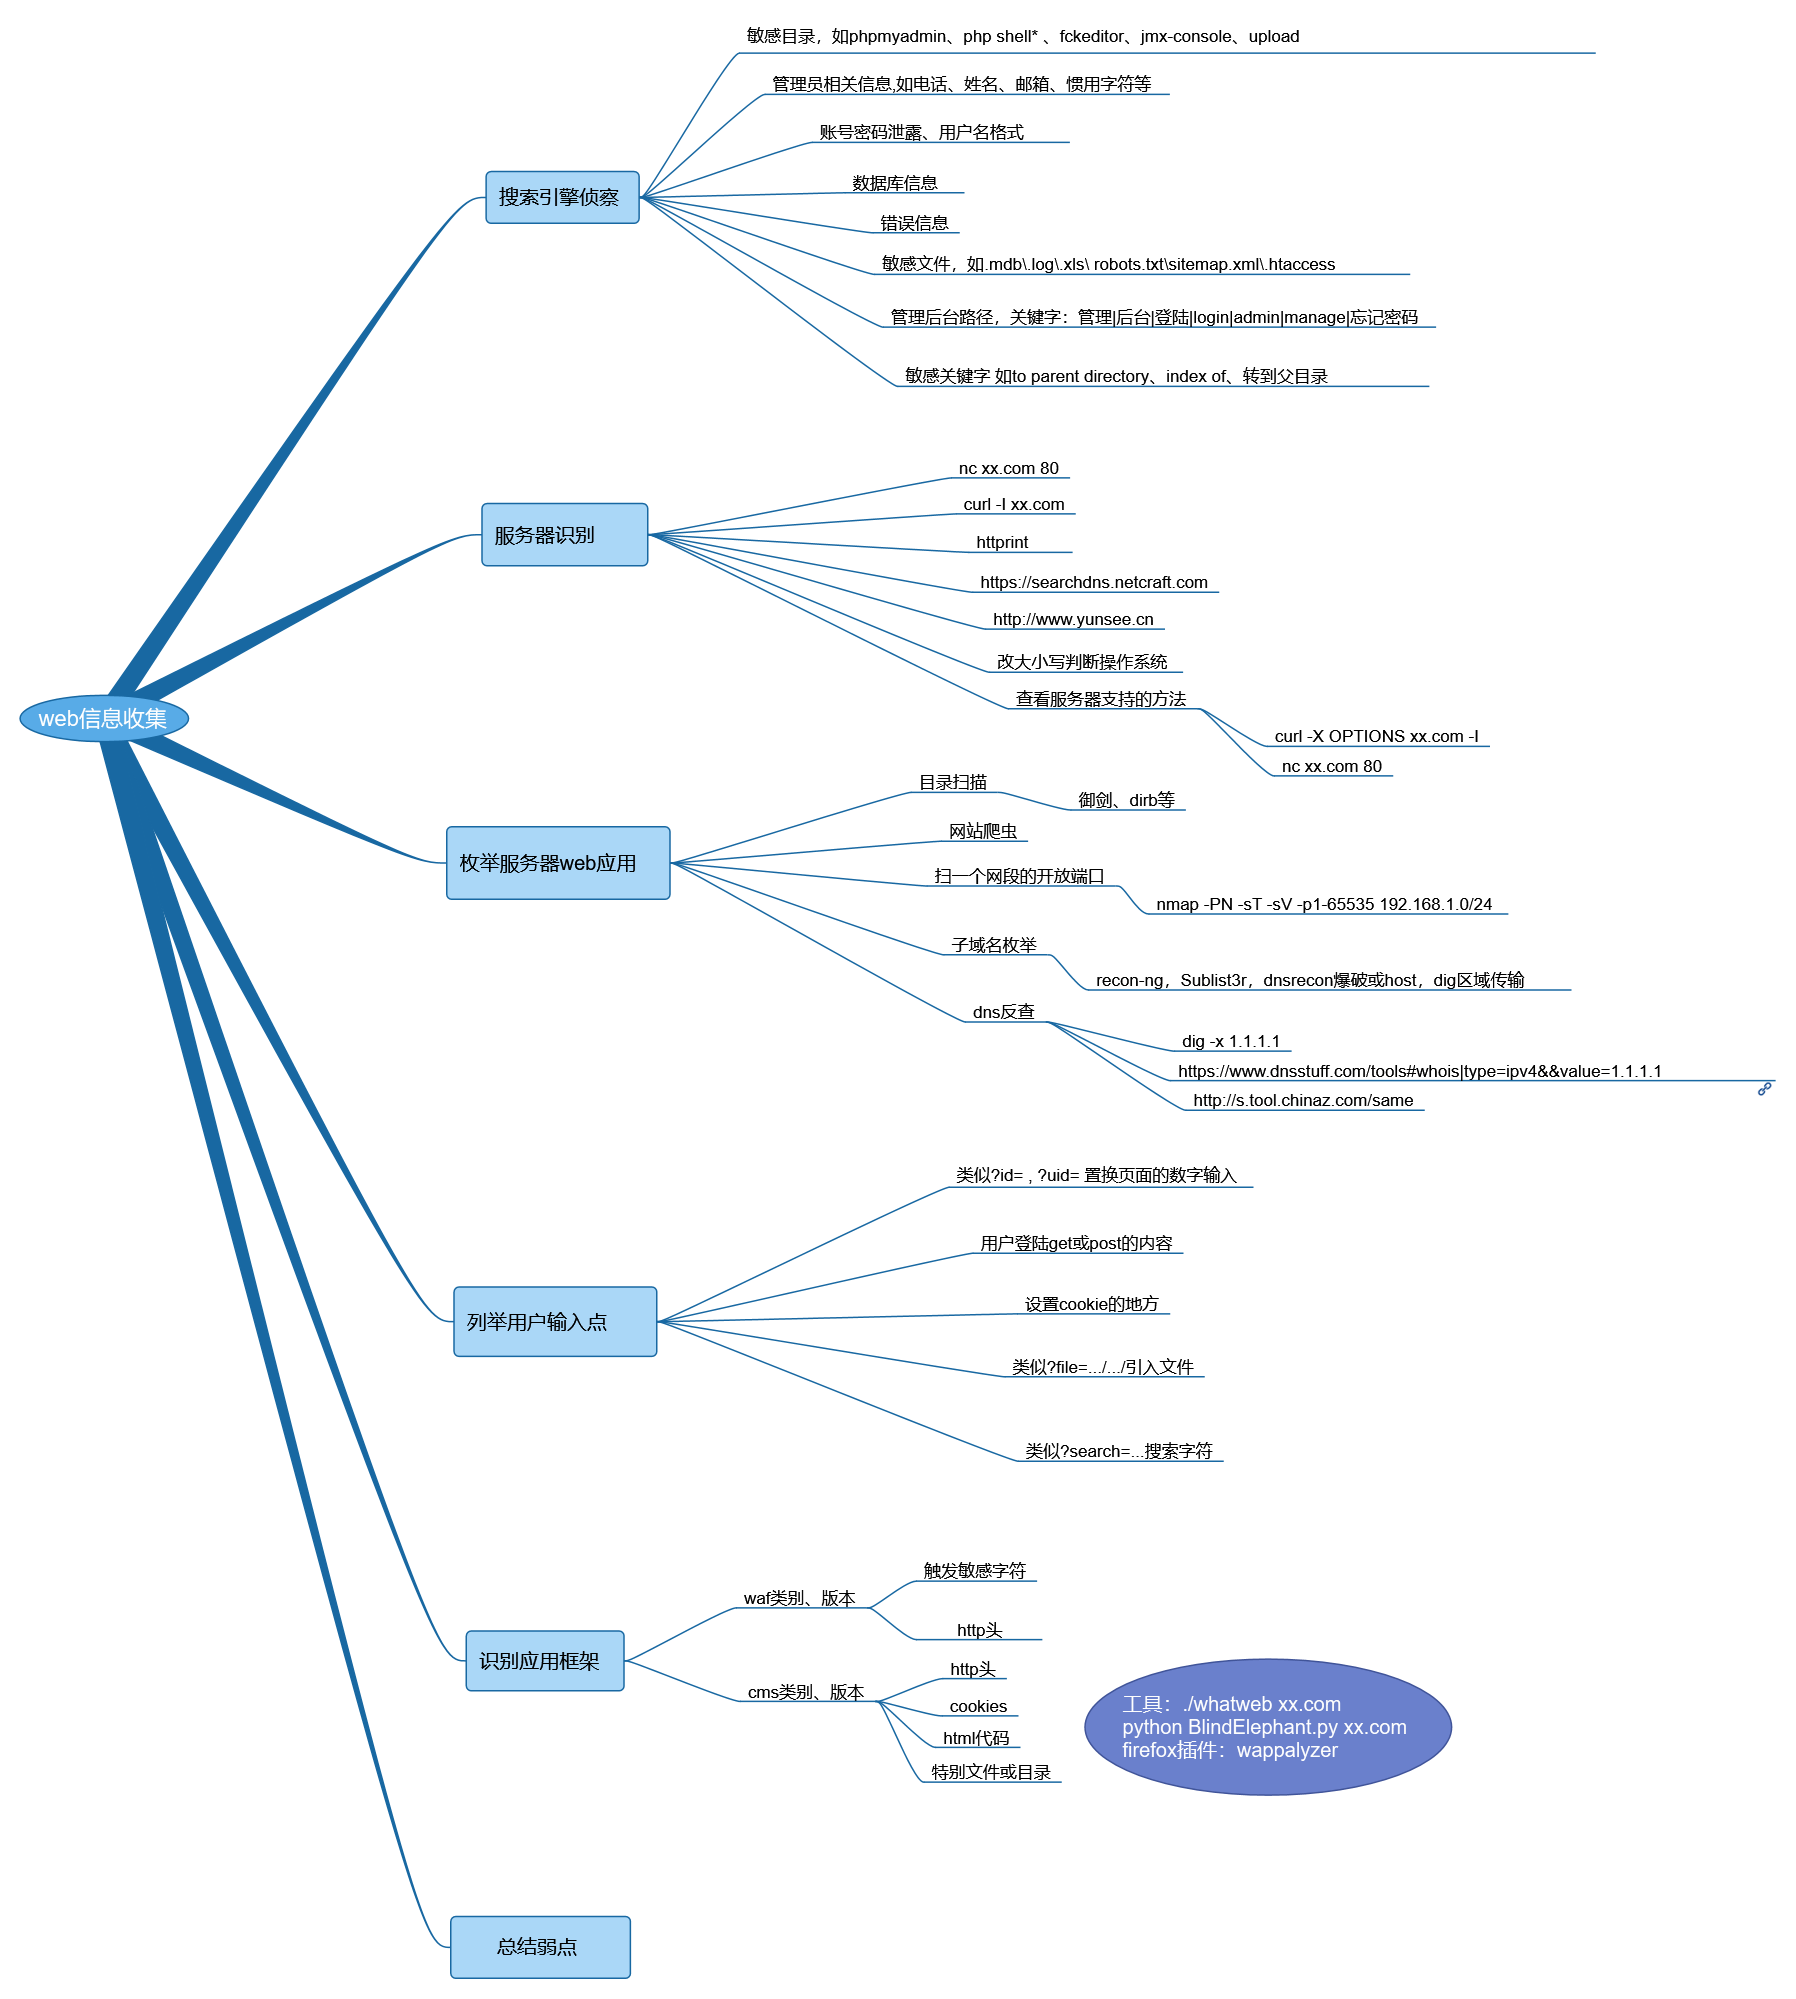 web信息收集
搜索引擎侦察
敏感目录，如phpmyadmin、php shell* 、fckeditor、jmx-console、upload
管理员相关信息,如电话、姓名、邮箱、惯用字符等
账号密码泄露、用户名格式
数据库信息
错误信息
敏感文件，如.mdb\.log\.xls\ robots.txt\sitemap.xml\.htaccess
管理后台路径，关键字：管理|后台|登陆|login|admin|manage|忘记密码
敏感关键字 如to parent directory、index of、转到父目录
服务器识别
nc xx.com 80
curl -I xx.com
httprint
https://searchdns.netcraft.com
http://www.yunsee.cn
改大小写判断操作系统
查看服务器支持的方法
curl -X OPTIONS xx.com -I
nc xx.com 80
枚举服务器web应用
目录扫描
御剑、dirb等
网站爬虫
扫一个网段的开放端口
nmap -PN -sT -sV -p1-65535 192.168.1.0/24
子域名枚举
recon-ng，Sublist3r，dnsrecon爆破或host，dig区域传输
dns反查
dig -x 1.1.1.1
https://www.dnsstuff.com/tools#whois|type=ipv4&&value=1.1.1.1
http://s.tool.chinaz.com/same
列举用户输入点
类似?id= , ?uid= 置换页面的数字输入
用户登陆get或post的内容
设置cookie的地方
类似?file=.../.../引入文件
类似?search=...搜索字符
识别应用框架
waf类别、版本
触发敏感字符
http头
cms类别、版本
http头
cookies
html代码
特别文件或目录
工具：./whatweb xx.com
python BlindElephant.py xx.com
firefox插件：wappalyzer
总结弱点